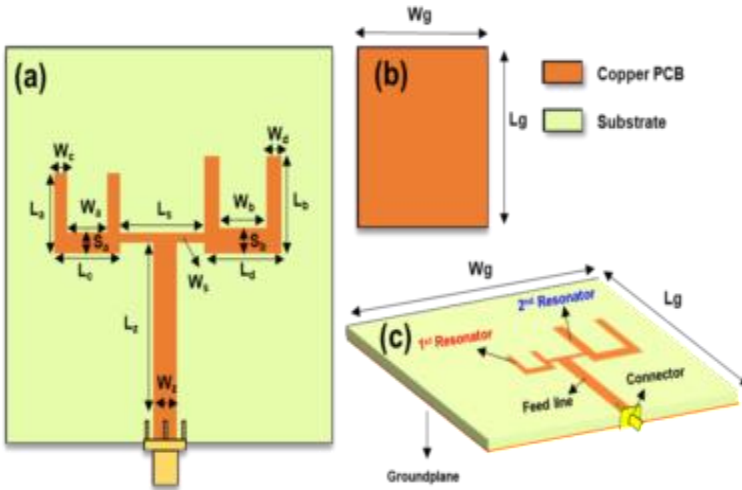 (a)
Wc
La
Wa
Sa
Lc
Ls
Ws
Wb
Sb
Ld
Wd
Lb
Lz
Wz
(b)
Wg
Lg
Copper PCB
Substrate
(c)
Wg
Lg
1st Resonator
2nd Resonator
Feed line
Connector
Groundplane